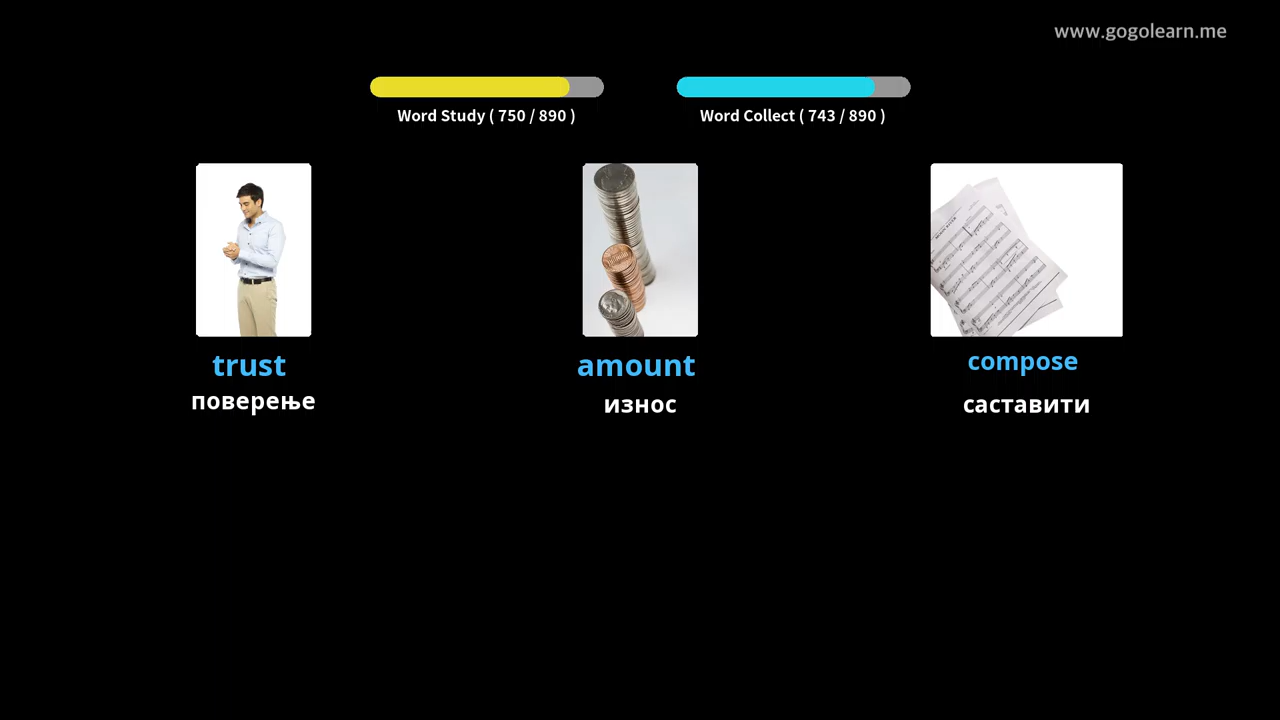 www.gogolearn.me
Word Study ( 750 / 890 )
Word Collect ( 743 / 890 )
trust
amount
compose
поверење
износ
саставити